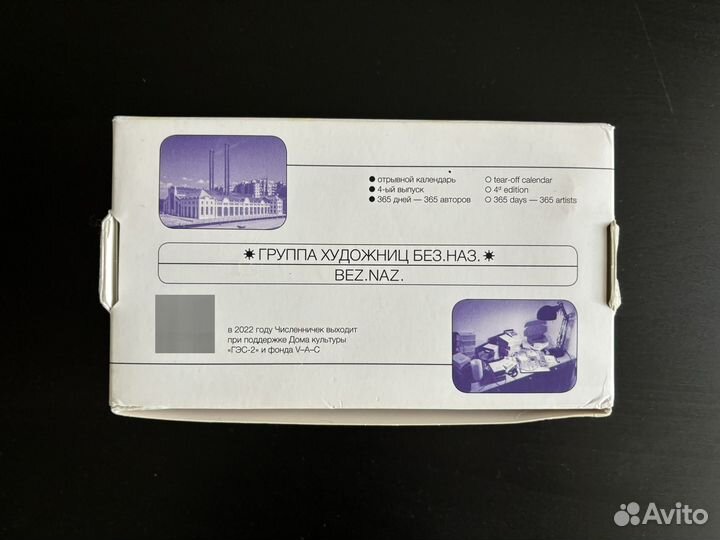 ● отрывной календарь
● 4-ый выпуск
● 365 дней — 365 авторов
○ tear-off calendar
○ 4ᵈ edition
○ 365 days — 365 artists
✷ ГРУППА ХУДОЖНИЦ БЕЗ.НАЗ. ✷
BEZ.NAZ.
в 2022 году Численничек выходит
при поддержке Дома культуры
«ГЭС-2» и фонда V–A–C
Avito